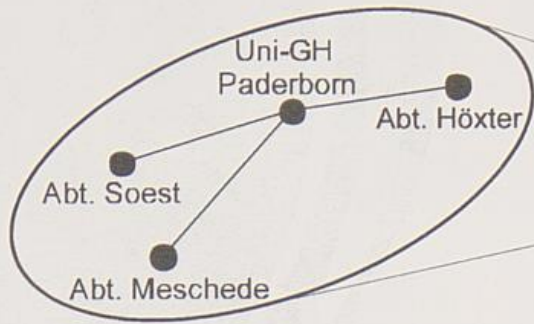 Uni-GH
Paderborn
Abt. Höxter
Abt. Soest
Abt. Meschede